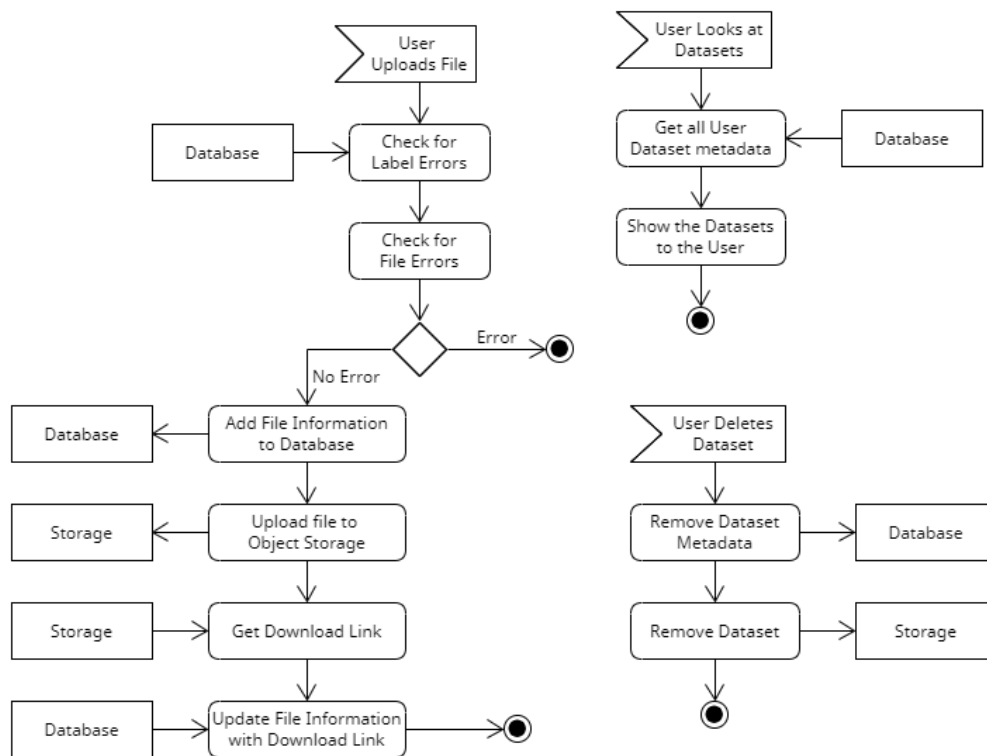 User
Uploads File
Database
Check for
Label Errors
Check for
File Errors
Error
No Error
Database
Add File Information
to Database
Storage
Upload file to
Object Storage
Storage
Get Download Link
Database
Update File Information
with Download Link
User Looks at
Datasets
Get all User
Dataset metadata
Database
Show the Datasets
to the User
User Deletes
Dataset
Remove Dataset
Metadata
Database
Remove Dataset
Storage